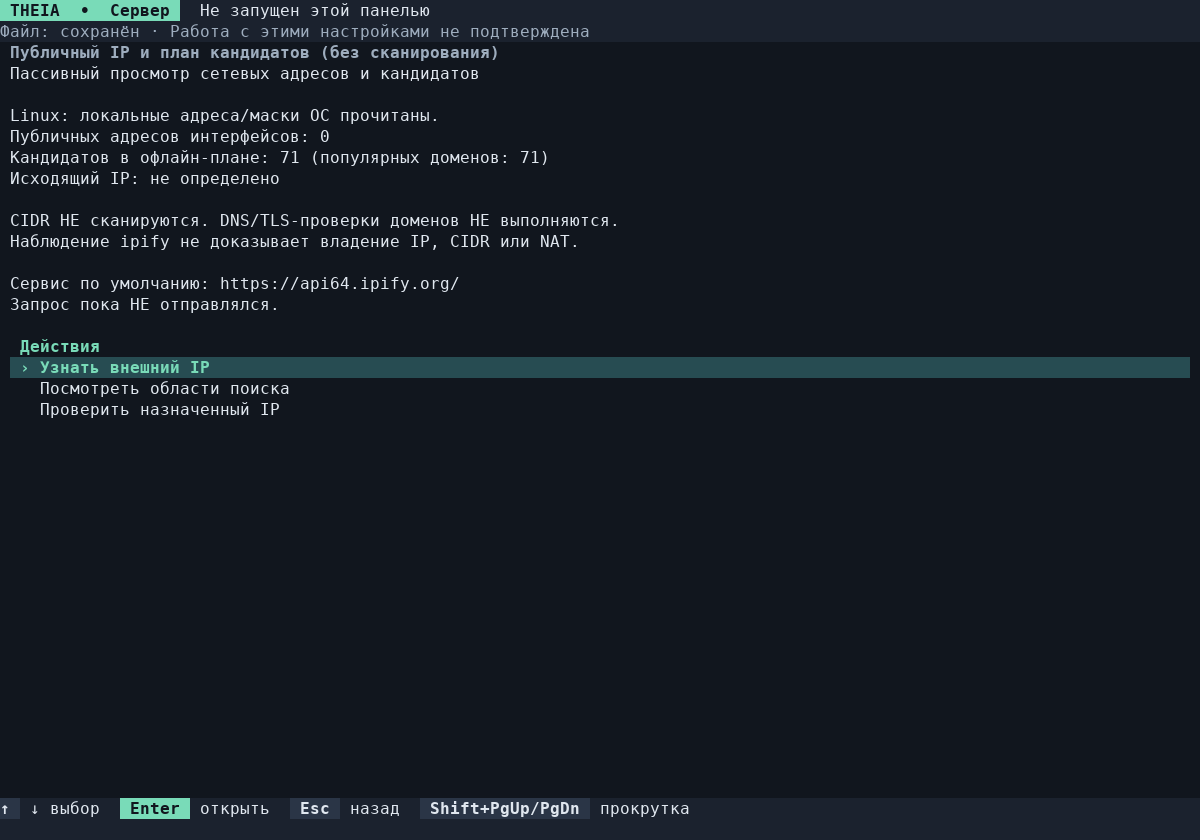 THEIA • Сервер Не запущен этой панелью
Файл: сохранён · Работа с этими настройками не подтверждена
Публичный IP и план кандидатов (без сканирования)
Пассивный просмотр сетевых адресов и кандидатов
Linux: локальные адреса/маски ОС прочитаны.
Публичных адресов интерфейсов: 0
Кандидатов в офлайн-плане: 71 (популярных доменов: 71)
Исходящий IP: не определено
CIDR НЕ сканируются. DNS/TLS-проверки доменов НЕ выполняются.
Наблюдение ipify не доказывает владение IP, CIDR или NAT.
Сервис по умолчанию: https://api64.ipify.org/
Запрос пока НЕ отправлялся.
Действия
› Узнать внешний IP
Посмотреть области поиска
Проверить назначенный IP
↑ ↓ выбор Enter открыть Esc назад Shift+PgUp/PgDn прокрутка